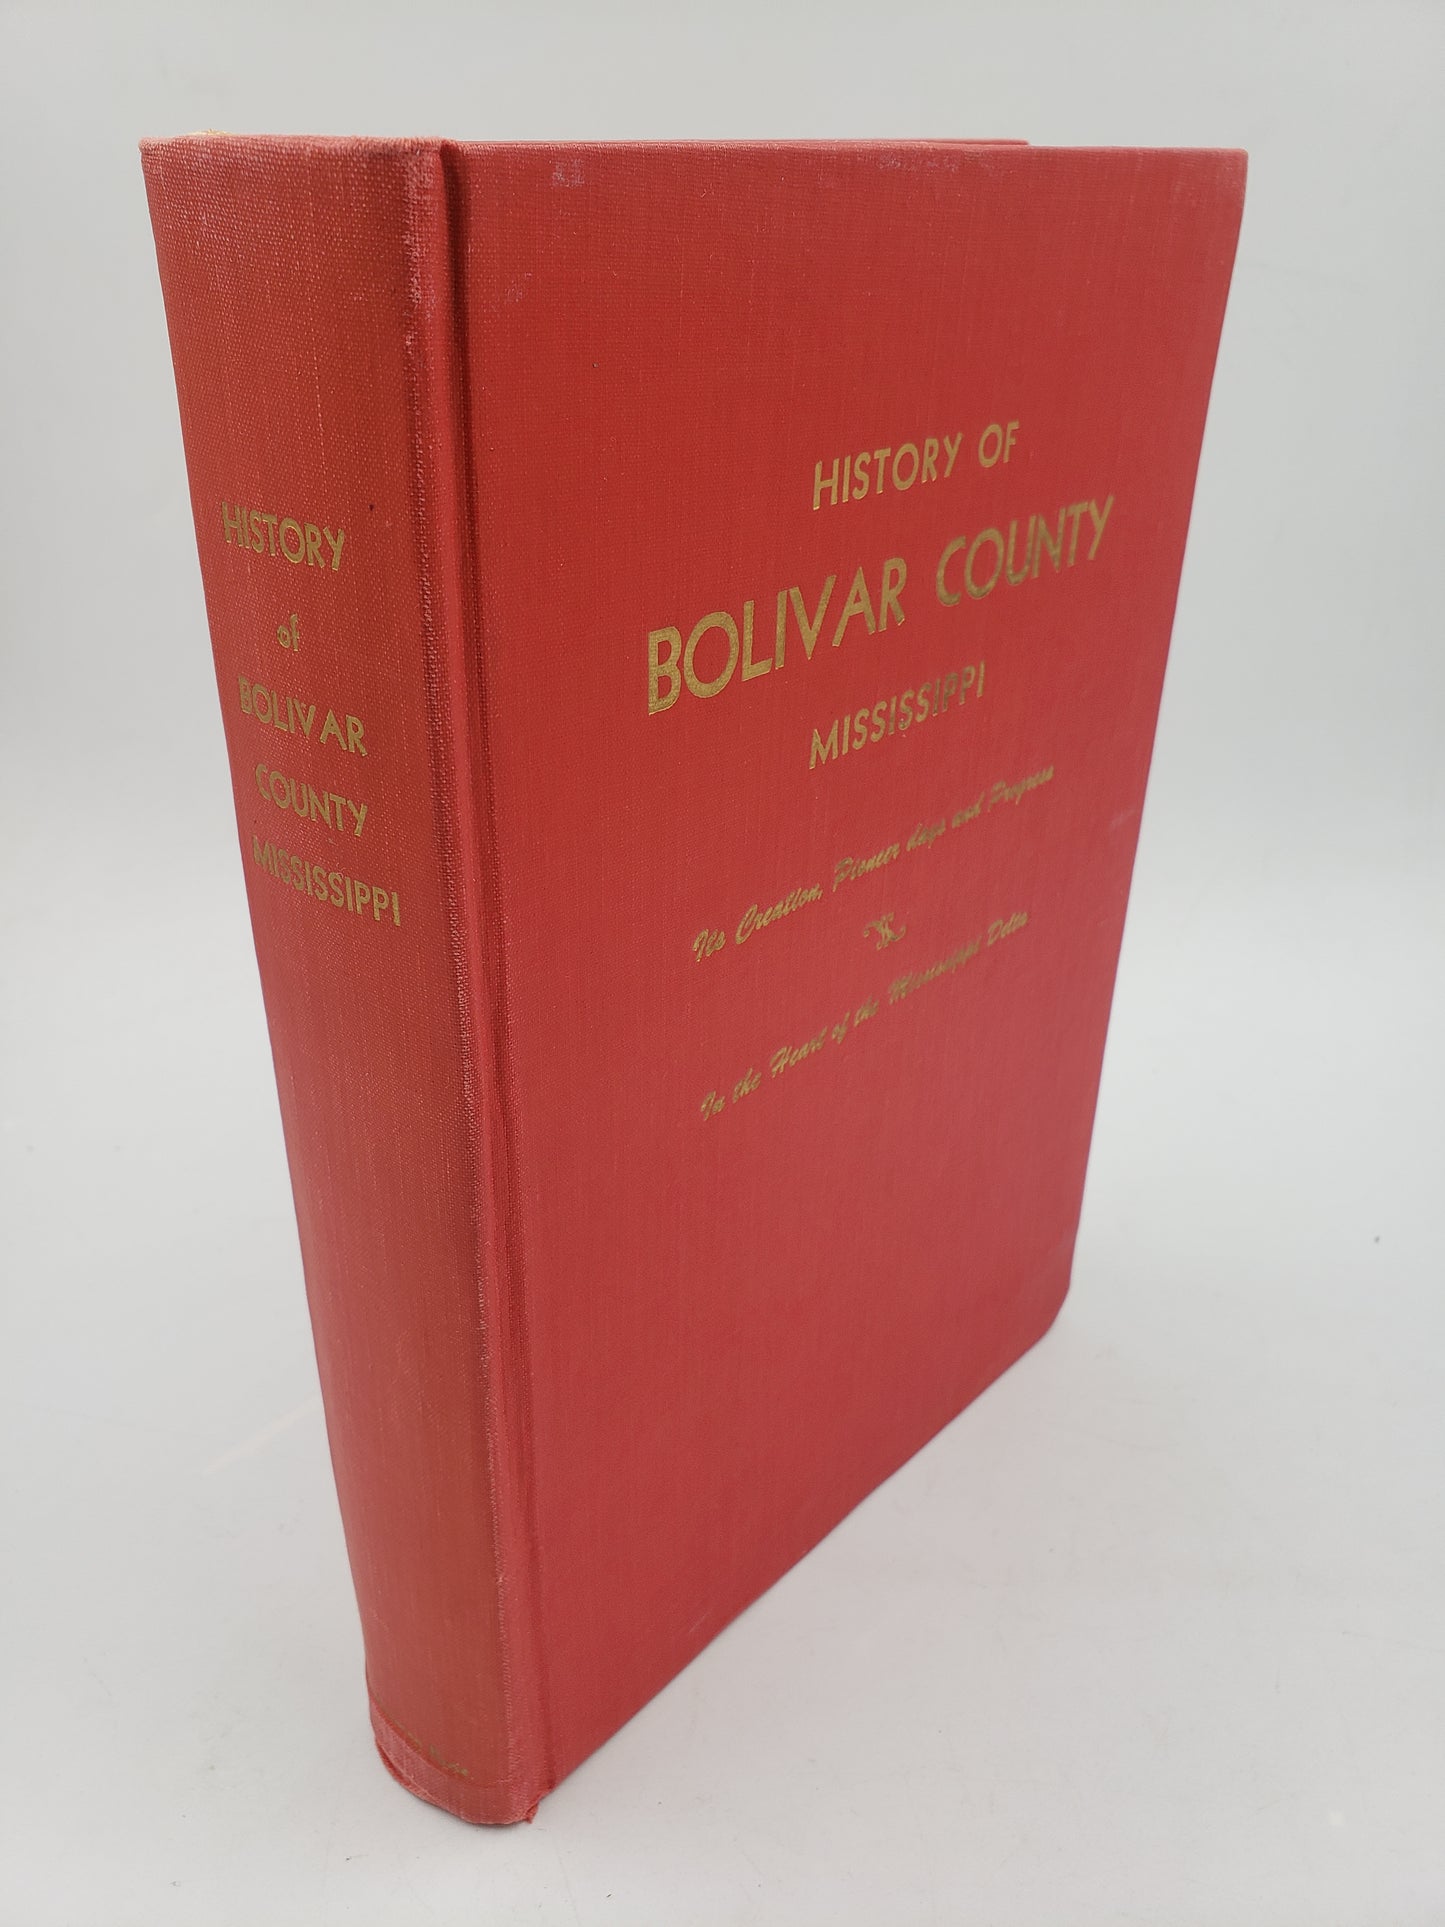 HISTORY
of
BOLIVAR
COUNTY
MISSISSIPPI
HISTORY OF
BOLIVAR COUNTY
MISSISSIPPI
Its Creation, Pioneer days and Progress
In the Heart of the Mississippi Delta